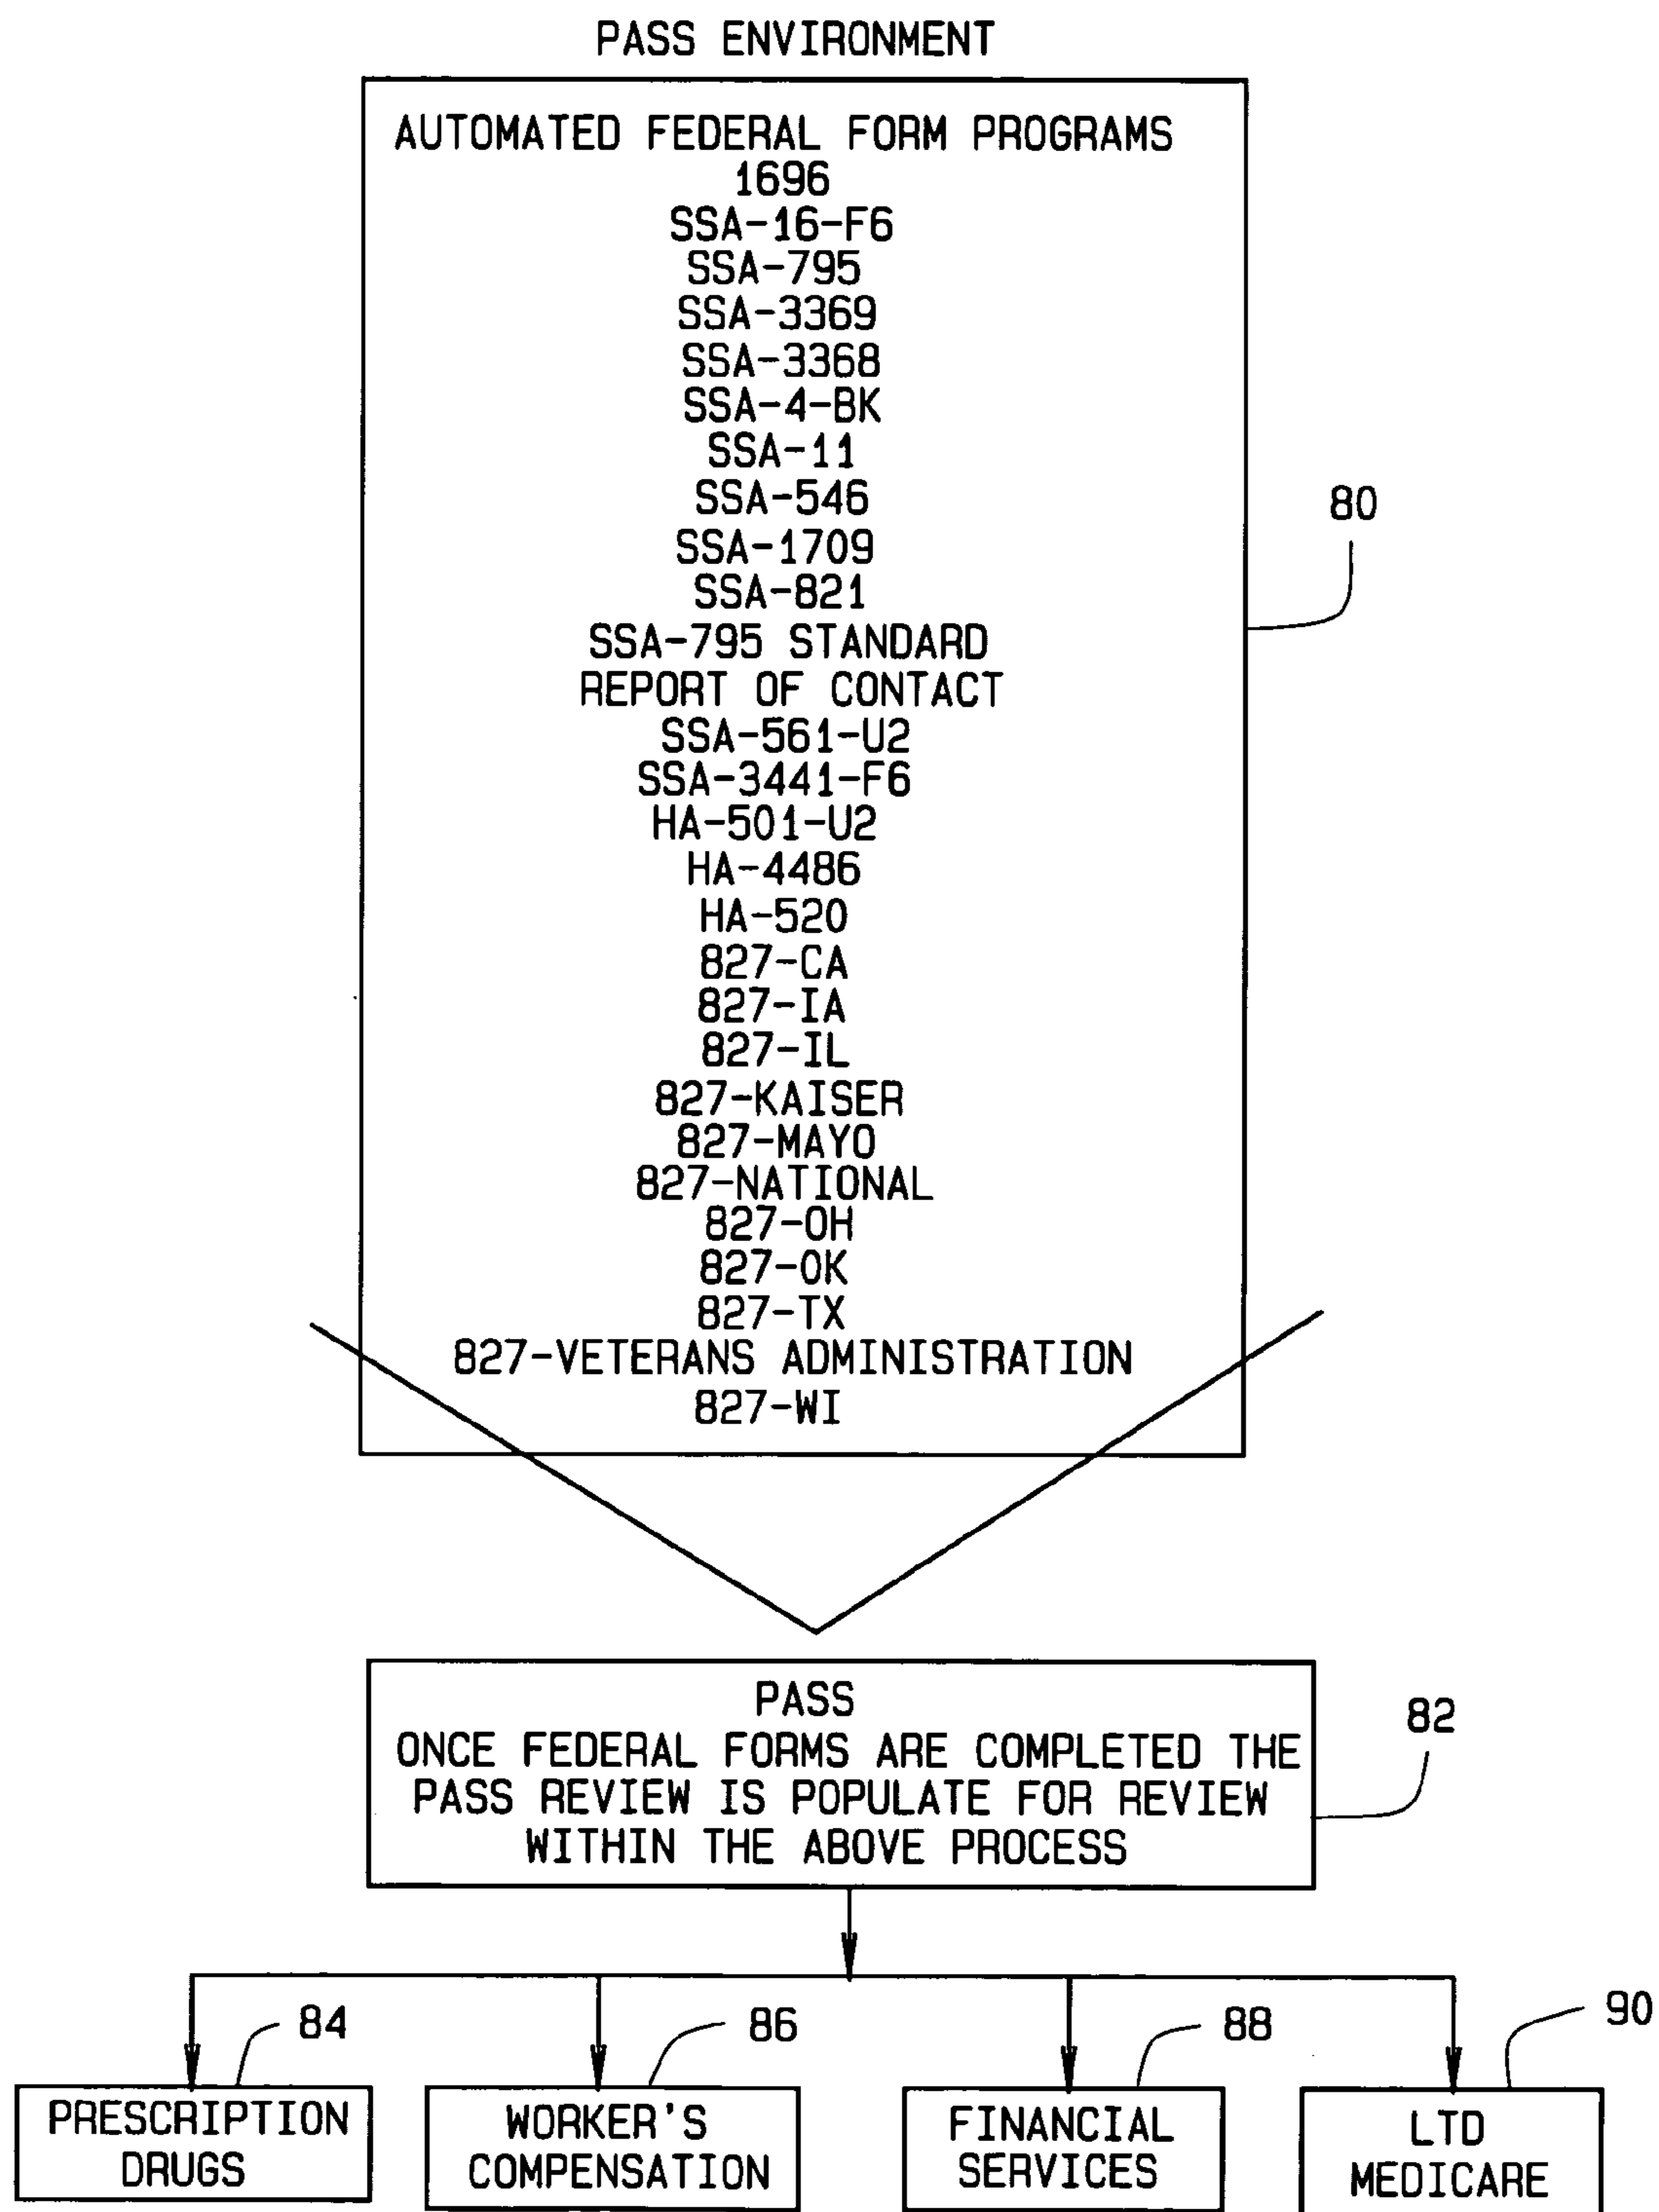 PASS ENVIRONMENT
AUTOMATED FEDERAL FORM PROGRAMS
1696
SSA-16-F6
SSA-795
SSA-3369
SSA-3368
SSA-4-BK
SSA-11
SSA-546
SSA-1709
SSA-821
SSA-795 STANDARD
REPORT OF CONTACT
SSA-561-U2
SSA-3441-F6
HA-501-U2
HA-4486
HA-520
827-CA
827-IA
827-IL
827-KAISER
827-MAYO
827-NATIONAL
827-OH
827-OK
827-TX
827-VETERANS ADMINISTRATION
827-WI
80
PASS
ONCE FEDERAL FORMS ARE COMPLETED THE
PASS REVIEW IS POPULATE FOR REVIEW
WITHIN THE ABOVE PROCESS
82
84
86
88
90
PRESCRIPTION
DRUGS
WORKER'S
COMPENSATION
FINANCIAL
SERVICES
LTD
MEDICARE